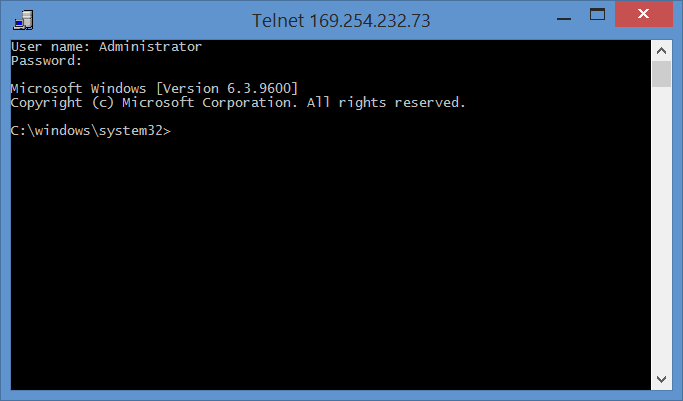 Telnet 169.254.232.73
User name: Administrator
Password:
Microsoft Windows [Version 6.3.9600]
Copyright (c) Microsoft Corporation. All rights reserved.
C:\windows\system32>